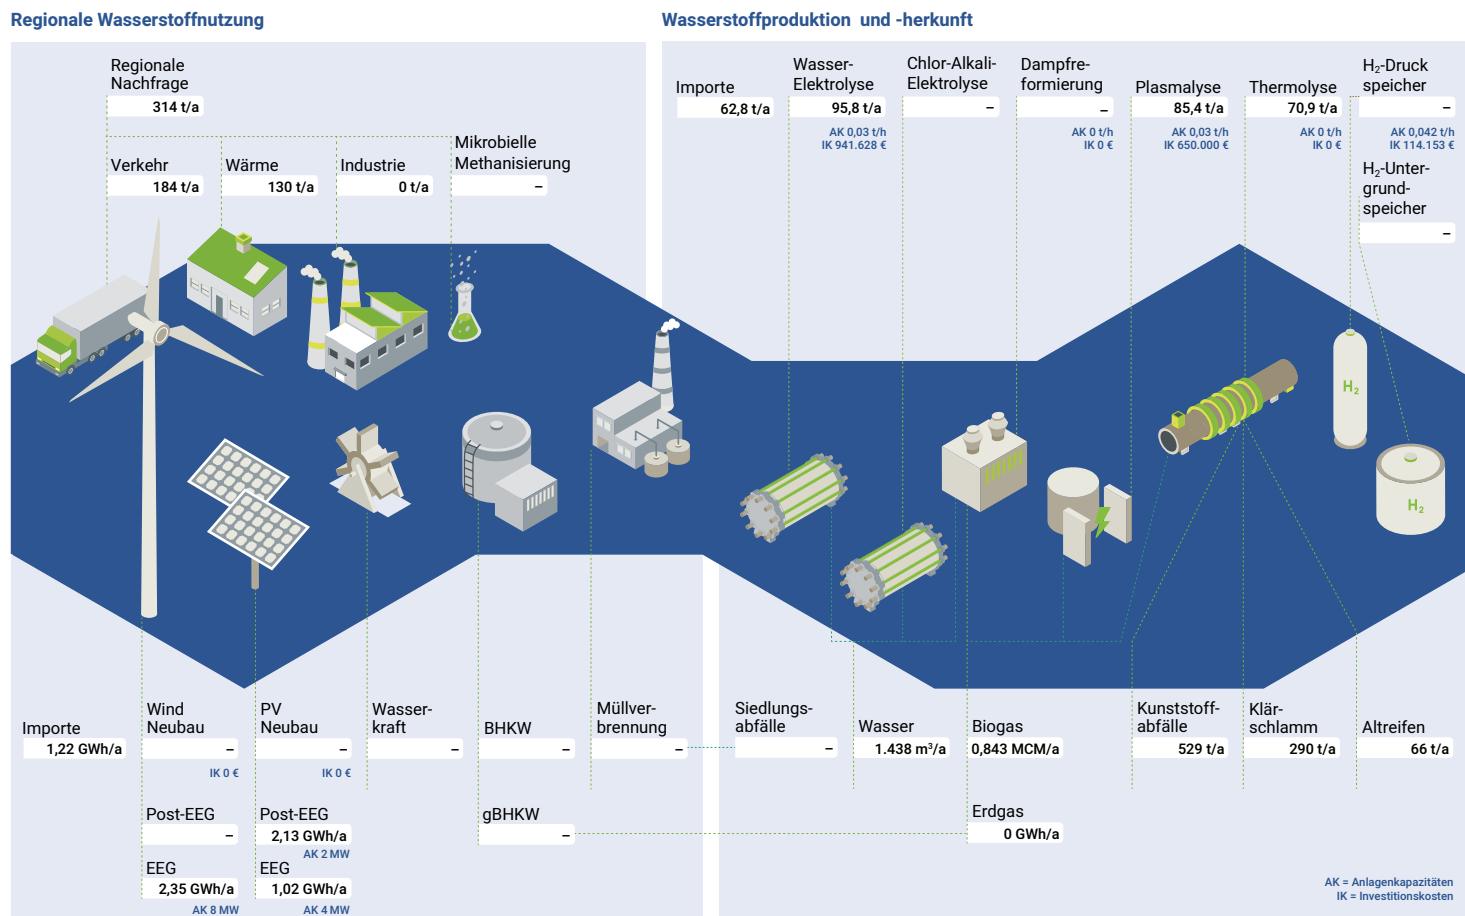 Regionale Wasserstoffnutzung
Regionale
Nachfrage
314 t/a
Verkehr
184 t/a
Wärme
130 t/a
Industrie
0 t/a
Mikrobielle
Methanisierung
–
Wasserstoffproduktion und -herkunft
Importe
62,8 t/a
Wasser-
Elektrolyse
95,8 t/a
AK 0,03 t/h
IK 941.628 €
Chlor-Alkali-
Elektrolyse
–
Dampfre-
formierung
–
AK 0 t/h
IK 0 €
Plasmalyse
85,4 t/a
AK 0,03 t/h
IK 650.000 €
Thermolyse
70,9 t/a
AK 0 t/h
IK 0 €
H₂-Druck
speicher
–
AK 0,042 t/h
IK 114.153 €
H₂-Unter-
grund-
speicher
–
H₂
H₂
Importe
1,22 GWh/a
Wind
Neubau
–
IK 0 €
Post-EEG
–
EEG
2,35 GWh/a
AK 8 MW
PV
Neubau
–
IK 0 €
Post-EEG
2,13 GWh/a
AK 2 MW
EEG
1,02 GWh/a
AK 4 MW
Wasser-
kraft
–
BHKW
–
gBHKW
–
Müllver-
brennung
–
Siedlungs-
abfälle
–
Wasser
1.438 m³/a
Biogas
0,843 MCM/a
Erdgas
0 GWh/a
Kunststoff-
abfälle
529 t/a
Klär-
schlamm
290 t/a
Altreifen
66 t/a
AK = Anlagenkapazitäten
IK = Investitionskosten